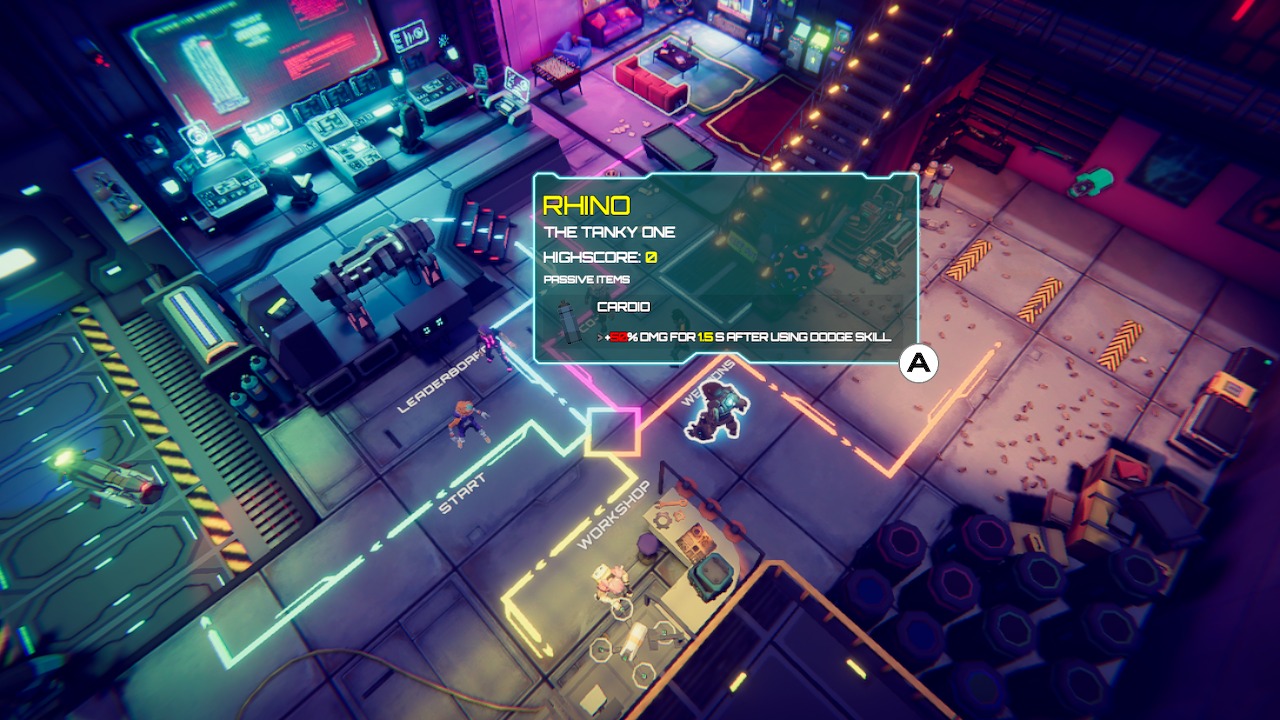 RHINO
THE TANKY ONE
HIGHSCORE: 0
PASSIVE ITEMS
CARDIO
>+50% DMG FOR 1.5 S AFTER USING DODGE SKILL
A
LEADERBOARD
WEAPONS
START
WORKSHOP